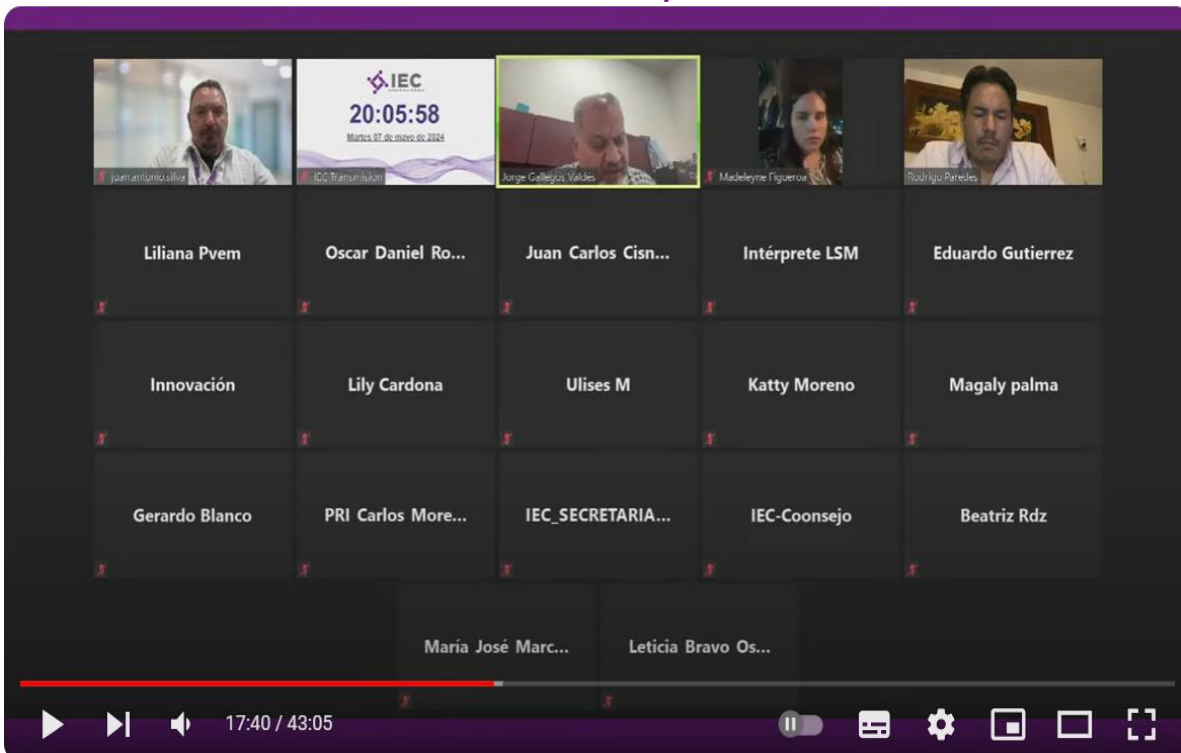 IEC
20:05:58
Martes 07 de mayo de 2024
juan.antonio.silva
Transmision
Jorge Gallegos Valdes
Madeleyne Figueroa
Rodrigo Paredes
Liliana Pvem
Oscar Daniel Ro...
Juan Carlos Cisn...
Intérprete LSM
Eduardo Gutierrez
Innovación
Lily Cardona
Ulises M
Katty Moreno
Magaly palma
Gerardo Blanco
PRI Carlos More...
IEC_SECRETARIA...
IEC-Coonsejo
Beatriz Rdz
María José Marc...
Leticia Bravo Os...
17:40 / 43:05